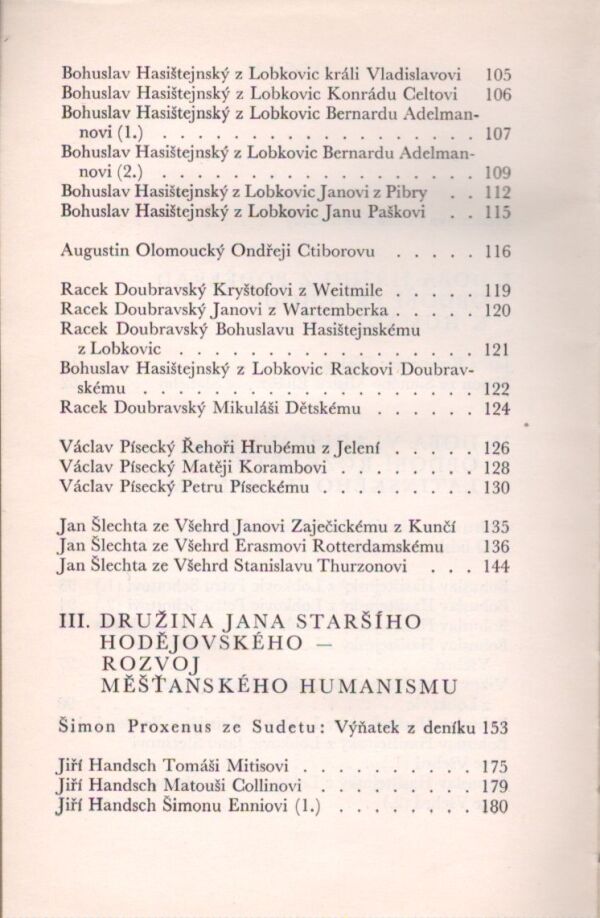 Bohuslav Hasištejnský z Lobkovic králi Vladislavovi 105
Bohuslav Hasištejnský z Lobkovic Konrádu Celtovi 106
Bohuslav Hasištejnský z Lobkovic Bernardu Adelman-
novi (1.) . . . . . . . . . . . . . . . . . . 107
Bohuslav Hasištejnský z Lobkovic Bernardu Adelman-
novi (2.) . . . . . . . . . . . . . . . . . . 109
Bohuslav Hasištejnský z Lobkovic Janovi z Pibry . . 112
Bohuslav Hasištejnský z Lobkovic Janu Paškovi . . 115
Augustin Olomoucký Ondřeji Ctiborovu . . . . . 116
Racek Doubravský Kryštofovi z Weitmile . . . . . 119
Racek Doubravský Janovi z Wartemberka . . . . . 120
Racek Doubravský Bohuslavu Hasištejnskému
z Lobkovic . . . . . . . . . . . . . . . . . 121
Bohuslav Hasištejnský z Lobkovic Rackovi Doubrav-
skému . . . . . . . . . . . . . . . . . . . 122
Racek Doubravský Mikuláši Dětskému . . . . . . 124
Václav Písecký Řehoři Hrubému z Jelení . . . . . 126
Václav Písecký Matěji Korambovi . . . . . . . . 128
Václav Písecký Petru Píseckému . . . . . . . . . 130
Jan Šlechta ze Všehrd Janovi Zaječickému z Kunčí 135
Jan Šlechta ze Všehrd Erasmovi Rotterdamskému 136
Jan Šlechta ze Všehrd Stanislavu Thurzonovi . . . 144
III. DRUŽINA JANA STARŠÍHO
HODĚJOVSKÉHO —
ROZVOJ
MĚŠŤANSKÉHO HUMANISMU
Šimon Proxenus ze Sudetu: Výňatek z deníku 153
Jiří Handsch Tomáši Mitisovi . . . . . . . . . . 175
Jiří Handsch Matouši Collinovi . . . . . . . . . 179
Jiří Handsch Šimonu Enniovi (1.) . . . . . . . . 180